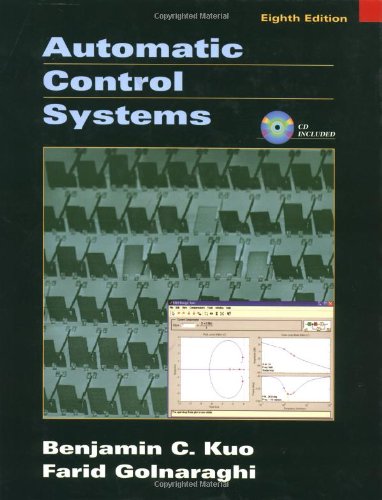 Eighth Edition
Automatic
Control
Systems
CD
INCLUDED
Benjamin C. Kuo
Farid Golnaraghi